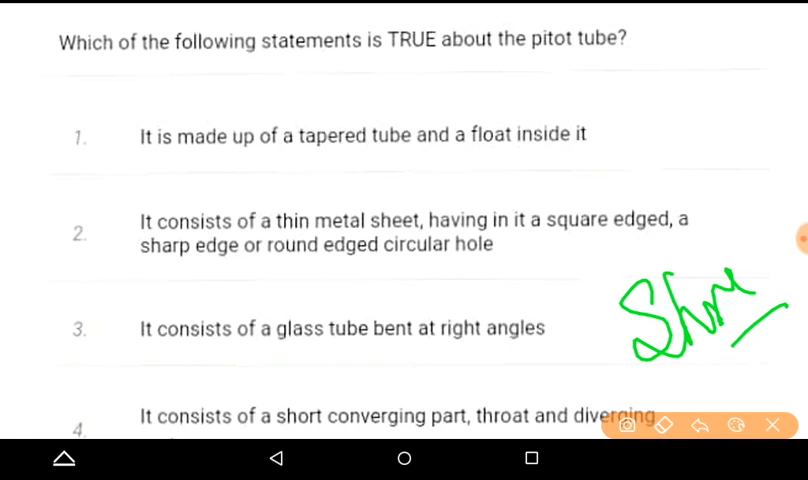 Which of the following statements is TRUE about the pitot tube?
1. It is made up of a tapered tube and a float inside it
2. It consists of a thin metal sheet, having in it a square edged, a
sharp edge or round edged circular hole
3. It consists of a glass tube bent at right angles
4. It consists of a short converging part, throat and diverging